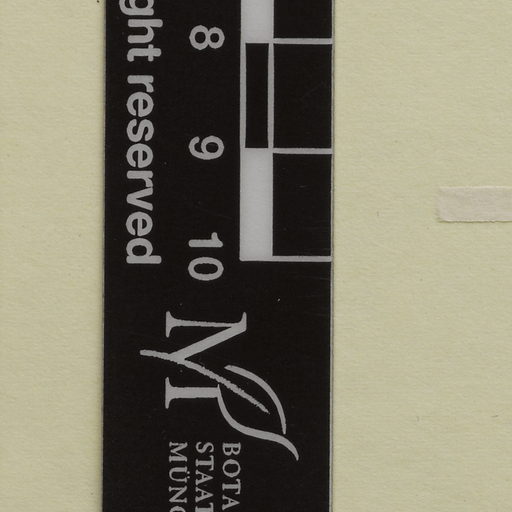 ght reserved
8
9
10
BOTA
STAAT
MÜNC